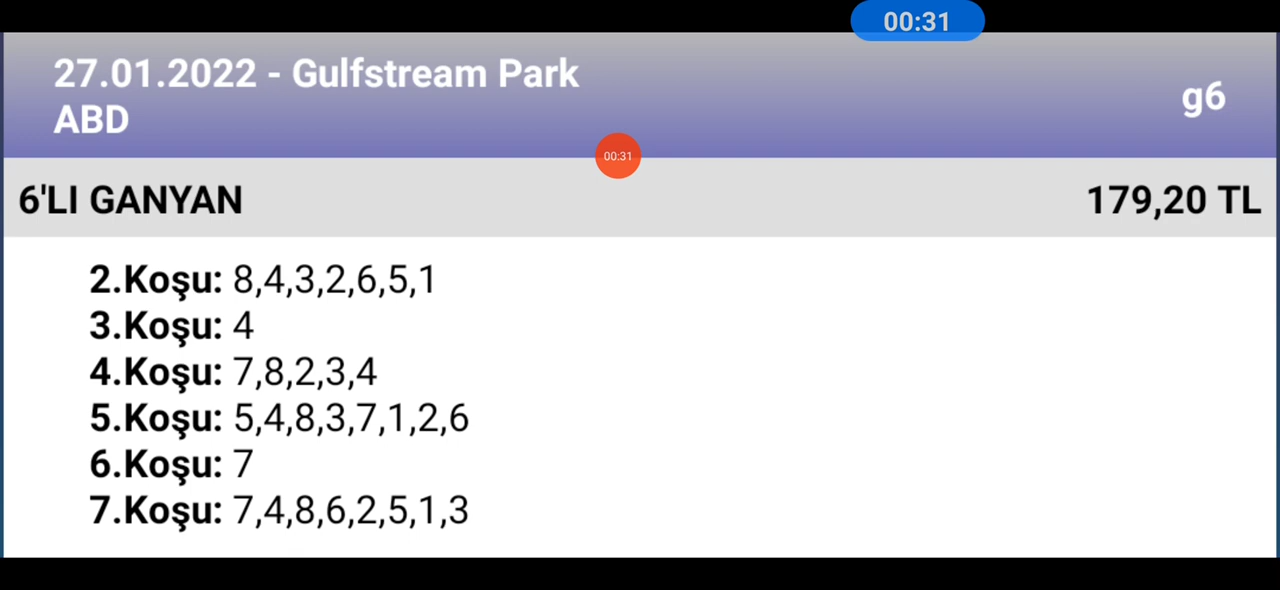 00:31
27.01.2022 - Gulfstream Park
ABD
g6
00:31
6'LI GANYAN
179,20 TL
2.Koşu: 8,4,3,2,6,5,1
3.Koşu: 4
4.Koşu: 7,8,2,3,4
5.Koşu: 5,4,8,3,7,1,2,6
6.Koşu: 7
7.Koşu: 7,4,8,6,2,5,1,3